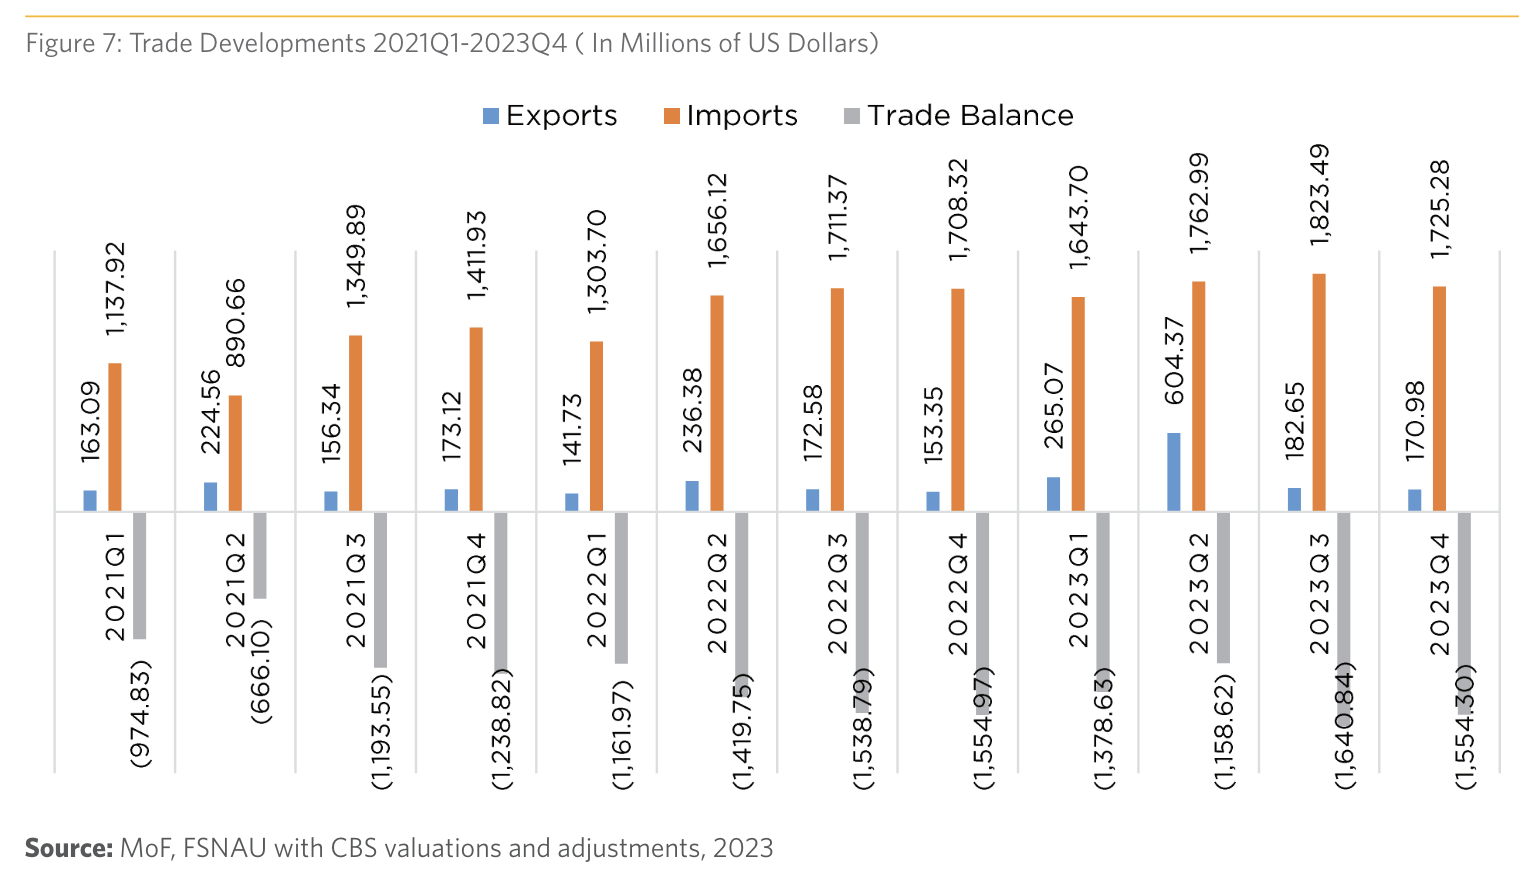 Figure 7: Trade Developments 2021Q1-2023Q4 ( In Millions of US Dollars)
Exports Imports Trade Balance
163.09
1,137.92
2021Q1
(974.83)
224.56
890.66
2021Q2
(666.10)
156.34
1,349.89
2021Q3
(1,193.55)
173.12
1,411.93
2021Q4
(1,238.82)
141.73
1,303.70
2022Q1
(1,161.97)
236.38
1,656.12
2022Q2
(1,419.75)
172.58
1,711.37
2022Q3
(1,538.79)
153.35
1,708.32
2022Q4
(1,554.97)
265.07
1,643.70
2023Q1
(1,378.63)
604.37
1,762.99
2023Q2
(1,158.62)
182.65
1,823.49
2023Q3
(1,640.84)
170.98
1,725.28
2023Q4
(1,554.30)
Source: MoF, FSNAU with CBS valuations and adjustments, 2023